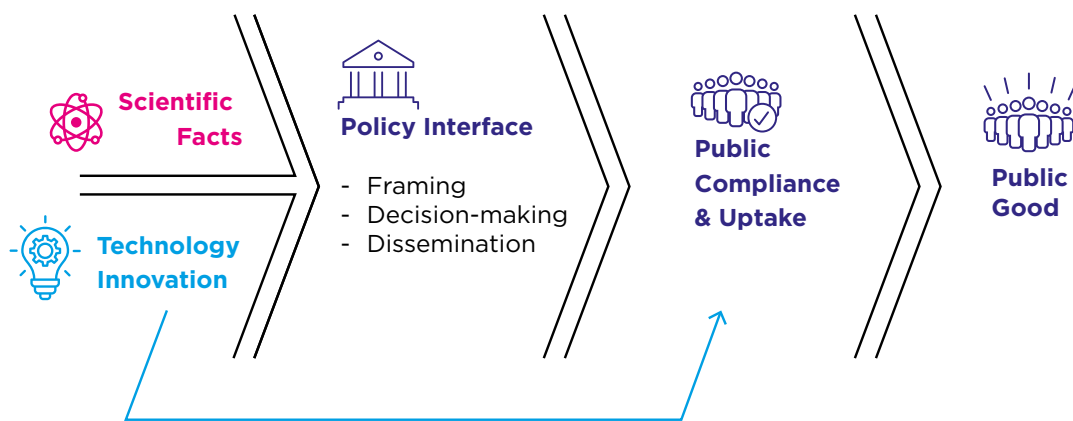 Scientific
Facts
Technology
Innovation
Policy Interface
- Framing
- Decision-making
- Dissemination
Public
Compliance
& Uptake
Public
Good